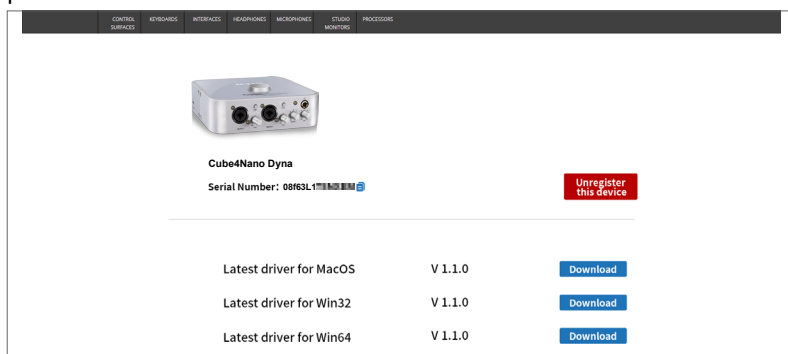 CONTROL SURFACES KEYBOARDS INTERFACES HEADPHONES MICROPHONES STUDIO MONITORS PROCESSORS
Cube4Nano Dyna
Serial Number: 08f63L1
Unregister
this device
Latest driver for MacOS V 1.1.0 Download
Latest driver for Win32 V 1.1.0 Download
Latest driver for Win64 V 1.1.0 Download